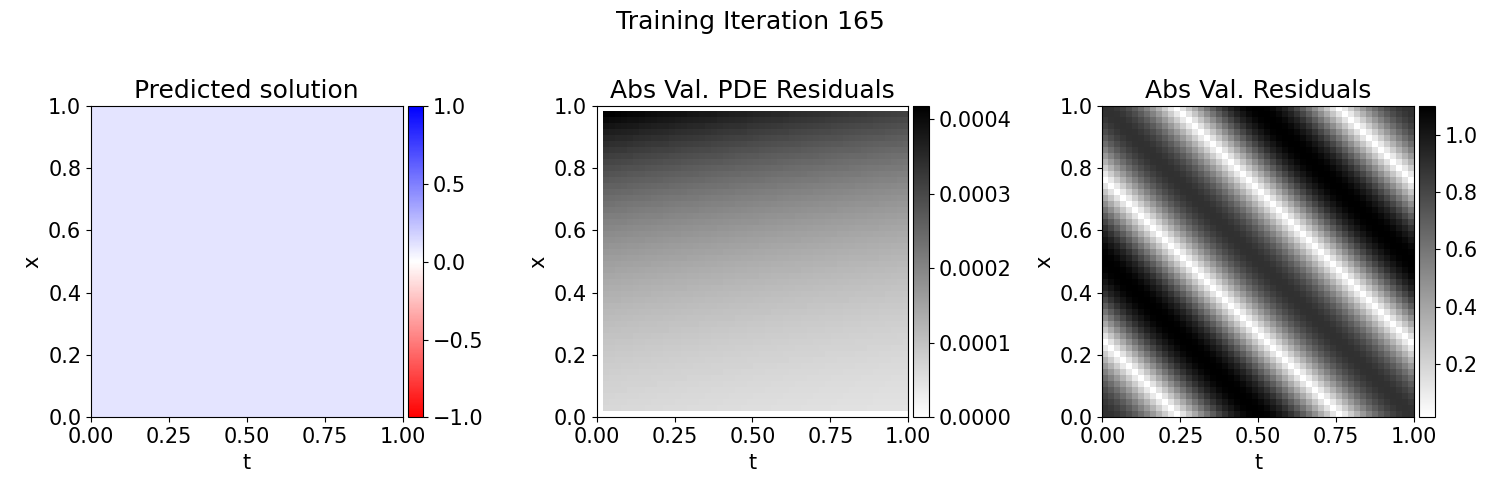 Training Iteration 165
Predicted solution
Abs Val. PDE Residuals
Abs Val. Residuals
1.0
0.8
0.6
0.4
0.2
0.0
x
0.00 0.25 0.50 0.75 1.00
t
1.0
0.5
0.0
−0.5
−1.0
1.0
0.8
0.6
0.4
0.2
0.0
x
0.00 0.25 0.50 0.75 1.00
t
0.0004
0.0003
0.0002
0.0001
0.0000
1.0
0.8
0.6
0.4
0.2
0.0
x
0.00 0.25 0.50 0.75 1.00
t
1.0
0.8
0.6
0.4
0.2